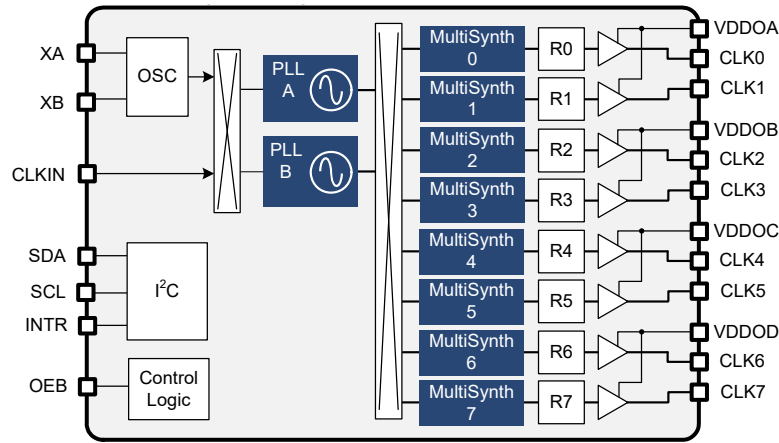 XA
XB
CLKIN
SDA
SCL
INTR
OEB
OSC
I²C
Control
Logic
PLL
A
PLL
B
MultiSynth
0
MultiSynth
1
MultiSynth
2
MultiSynth
3
MultiSynth
4
MultiSynth
5
MultiSynth
6
MultiSynth
7
R0
R1
R2
R3
R4
R5
R6
R7
VDDOA
CLK0
CLK1
VDDOB
CLK2
CLK3
VDDOC
CLK4
CLK5
VDDOD
CLK6
CLK7